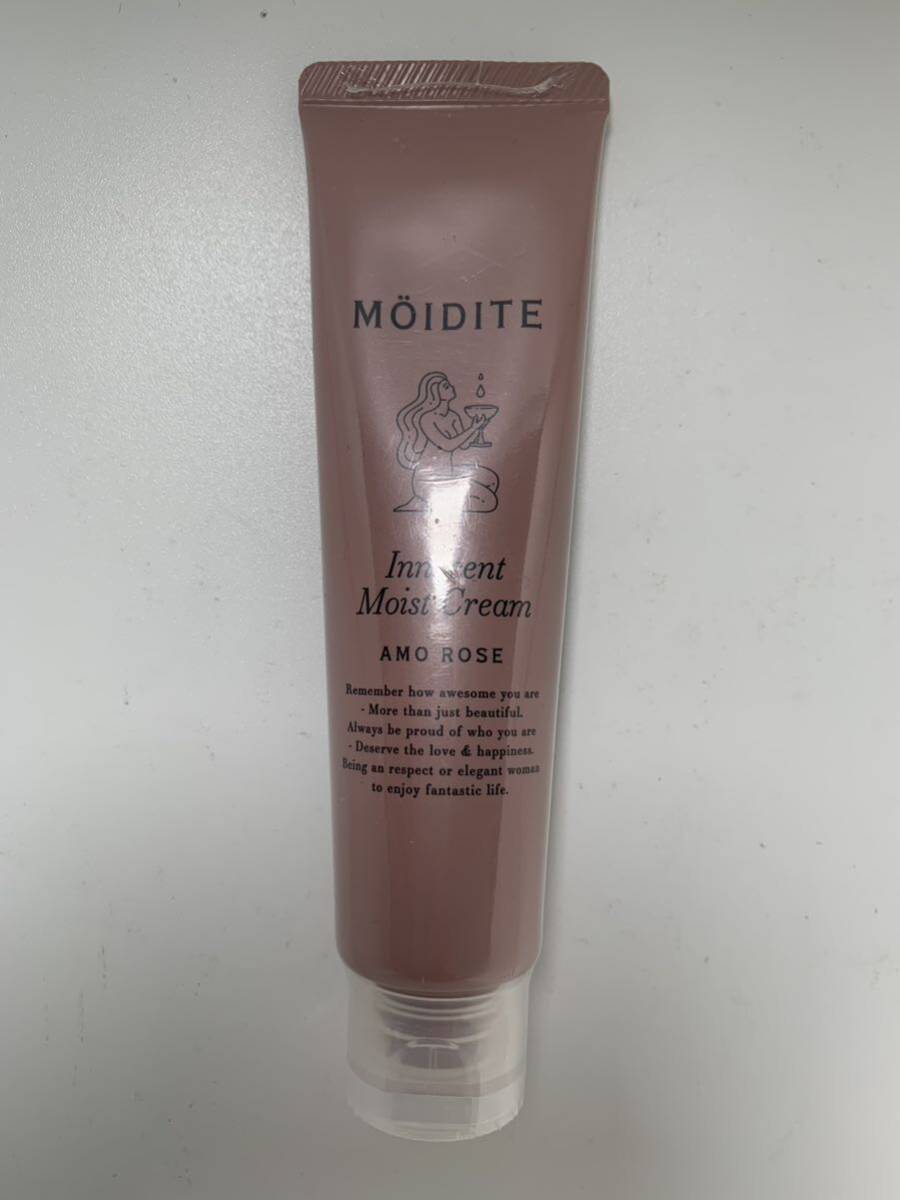 MÖIDITE
Innocent
Moist Cream
AMO ROSE
Remember how awesome you are
- More than just beautiful.
Always be proud of who you are
- Deserve the love & happiness.
Being an respect or elegant woman
to enjoy fantastic life.